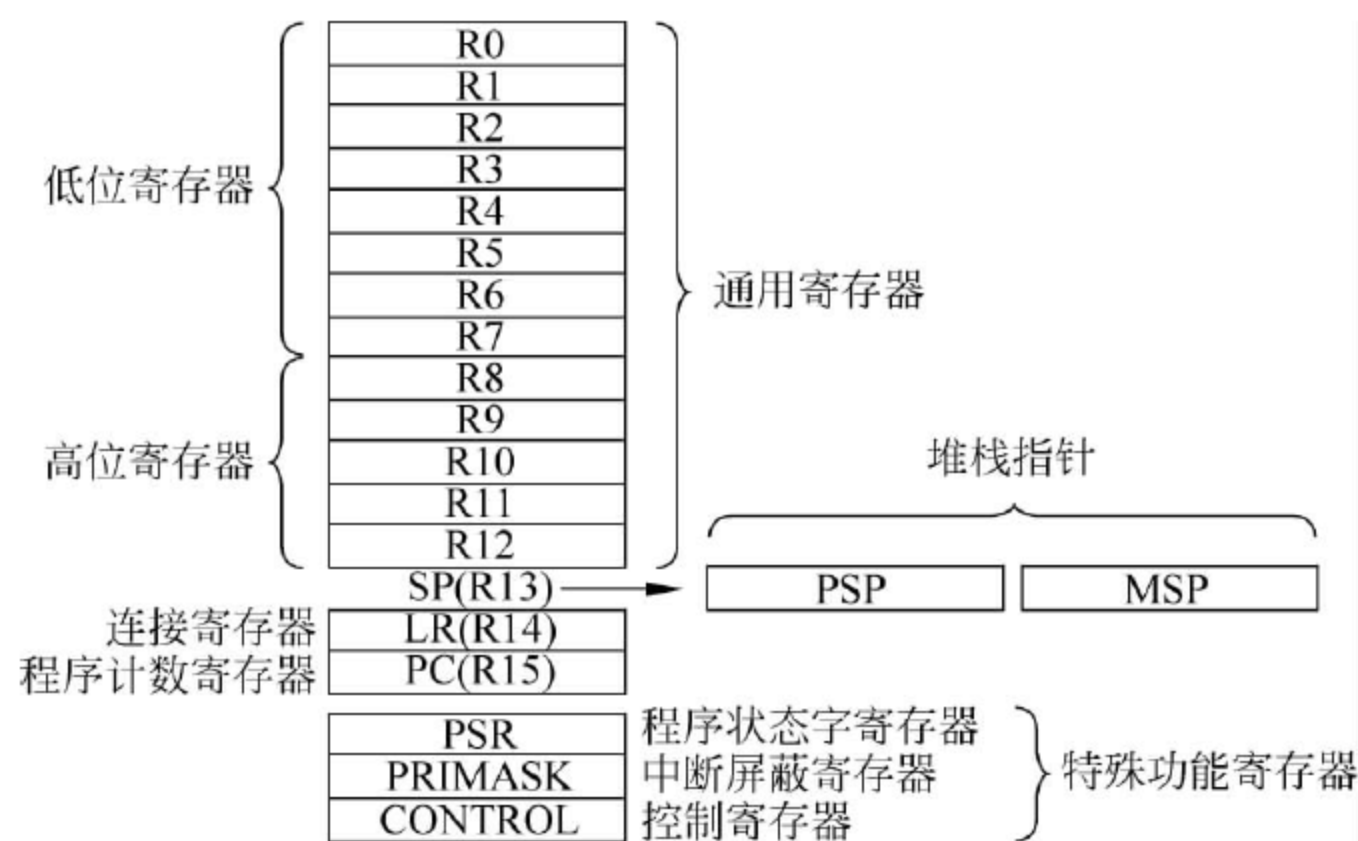 R0
R1
R2
R3
低位寄存器
R4
R5
R6
通用寄存器
R7
R8
R9
高位寄存器
R10
堆栈指针
R11
R12
SP(R13)
PSP
MSP
连接寄存器
LR(R14)
程序计数寄存器
PC(R15)
PSR
程序状态字寄存器
PRIMASK
中断屏蔽寄存器
特殊功能寄存器
CONTROL
控制寄存器